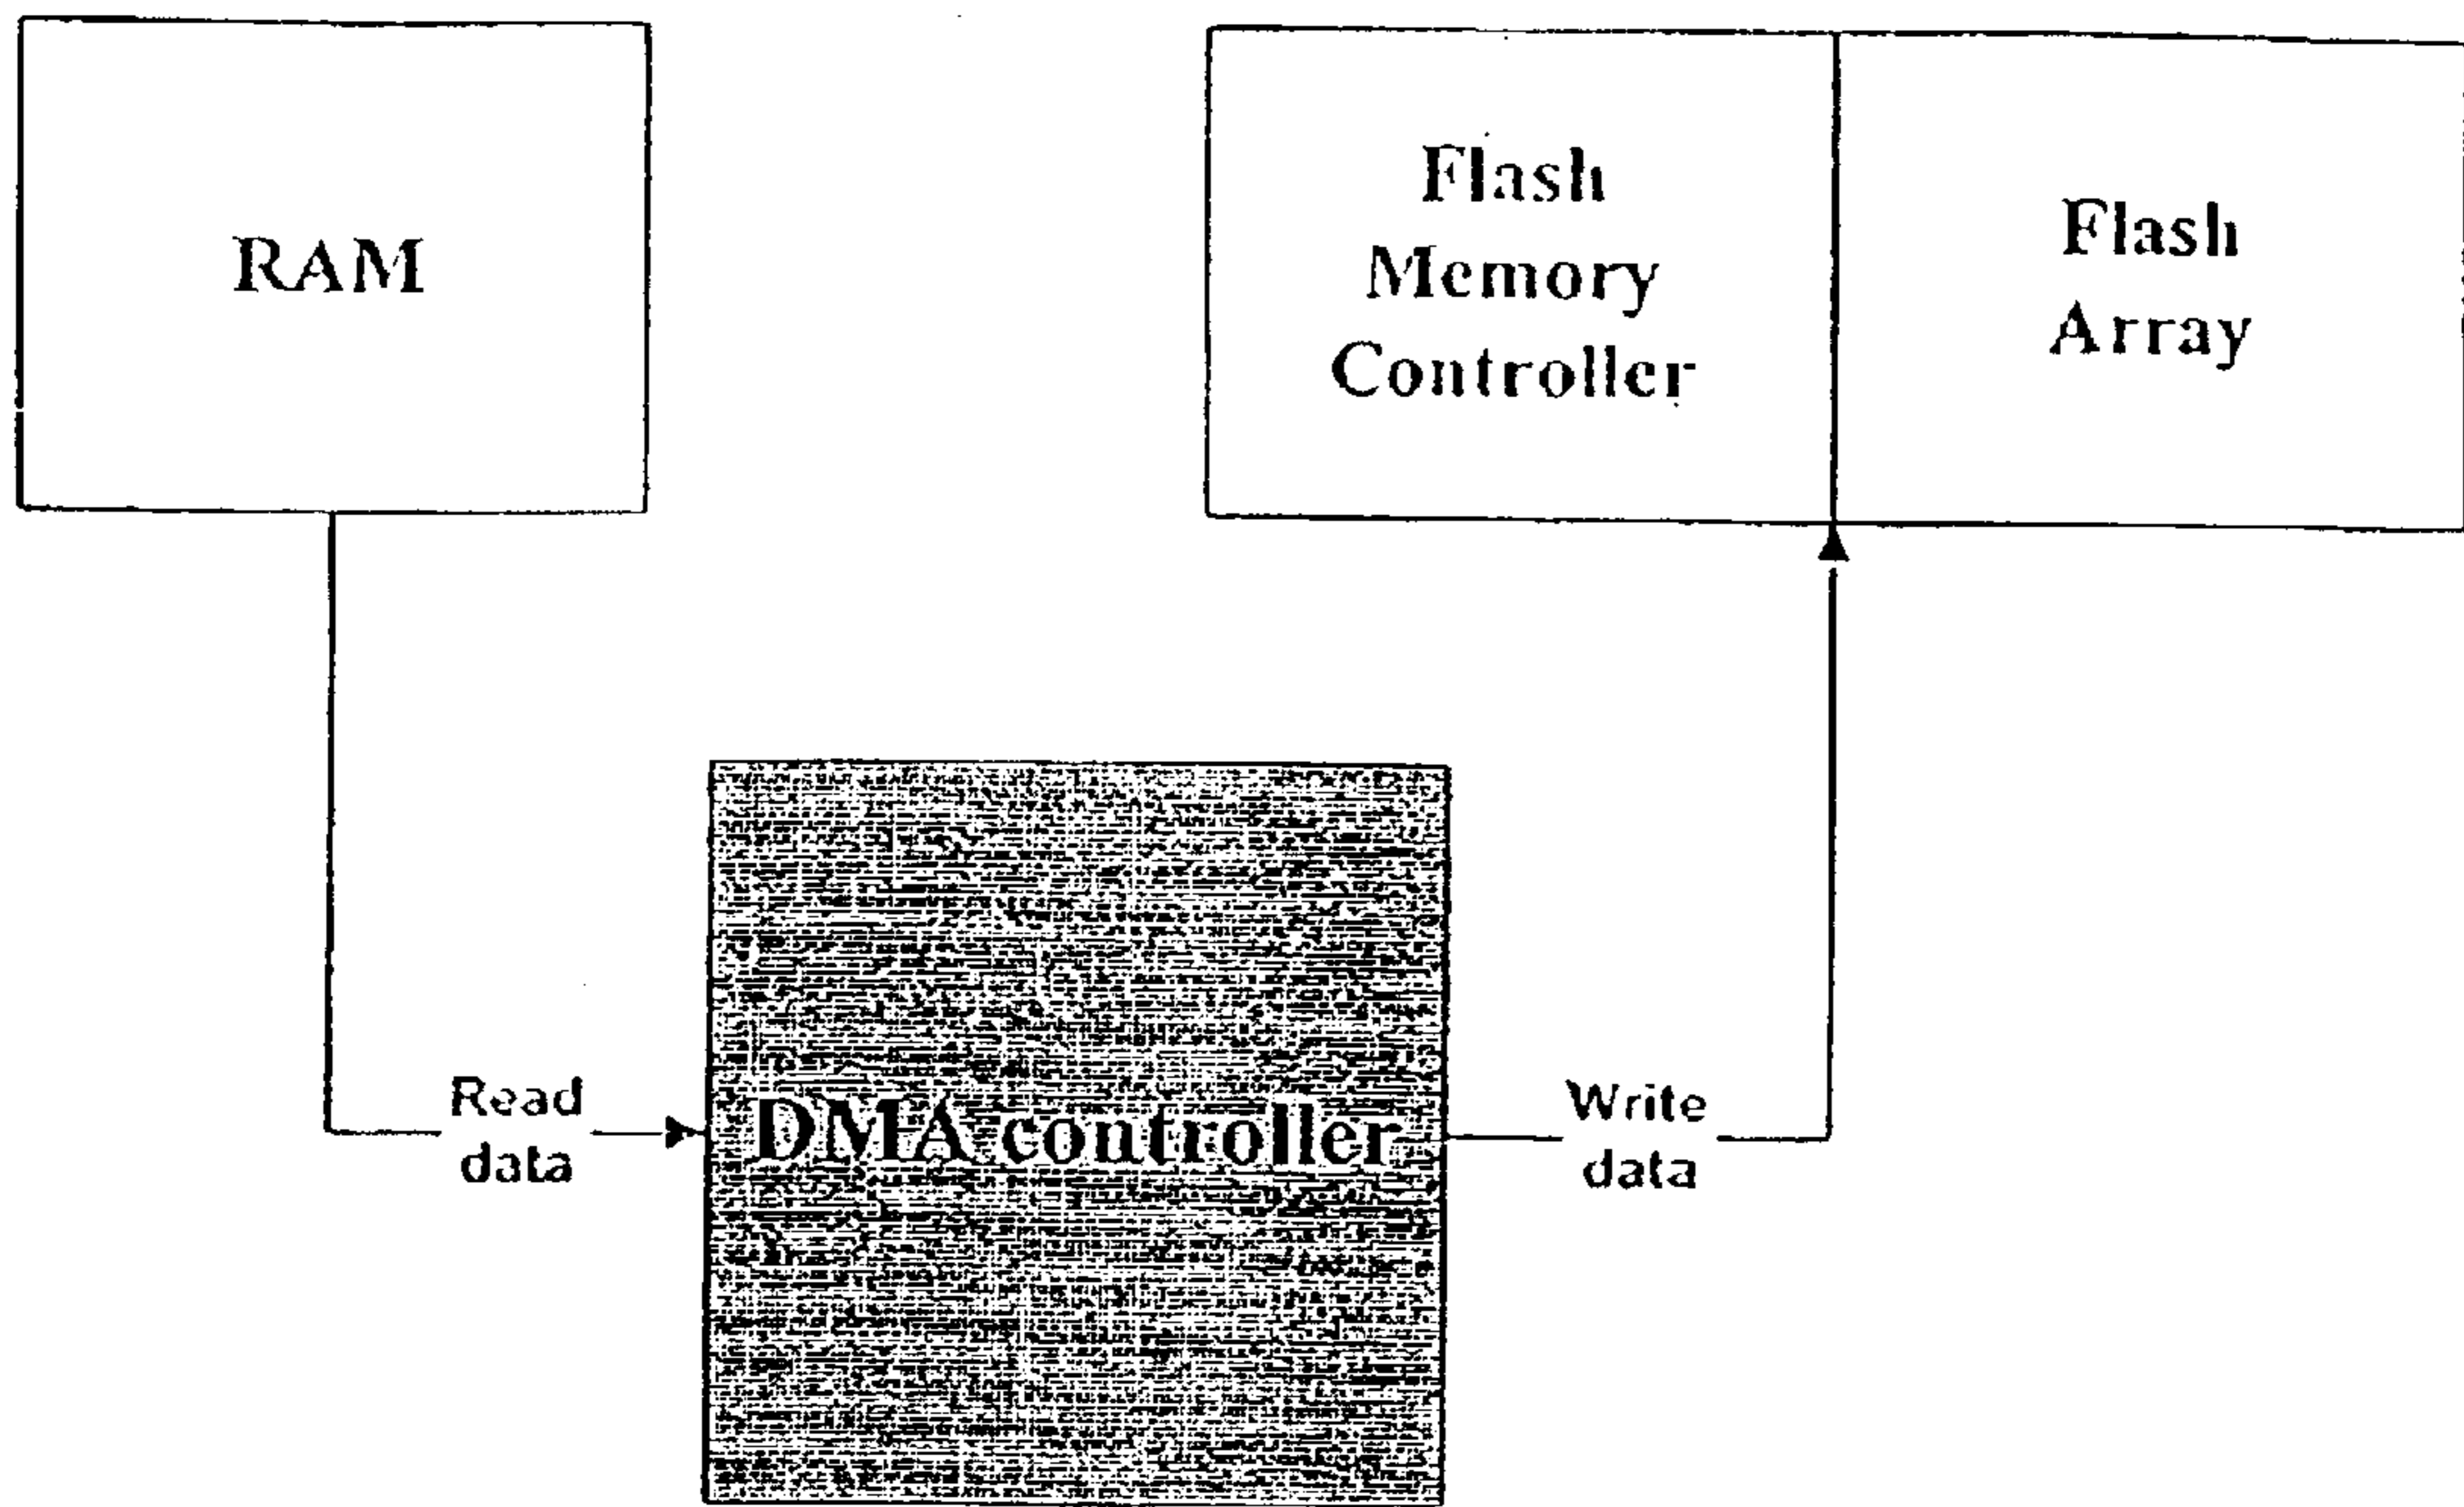 RAM
Flash
Memory
Controller
Flash
Array
Read
data
DMA controller
Write
data